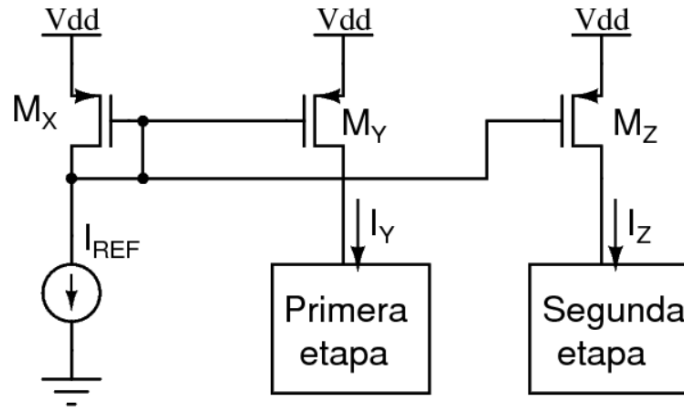 Vdd
Vdd
Vdd
M_X
M_Y
M_Z
I_REF
I_Y
I_Z
Primera
etapa
Segunda
etapa